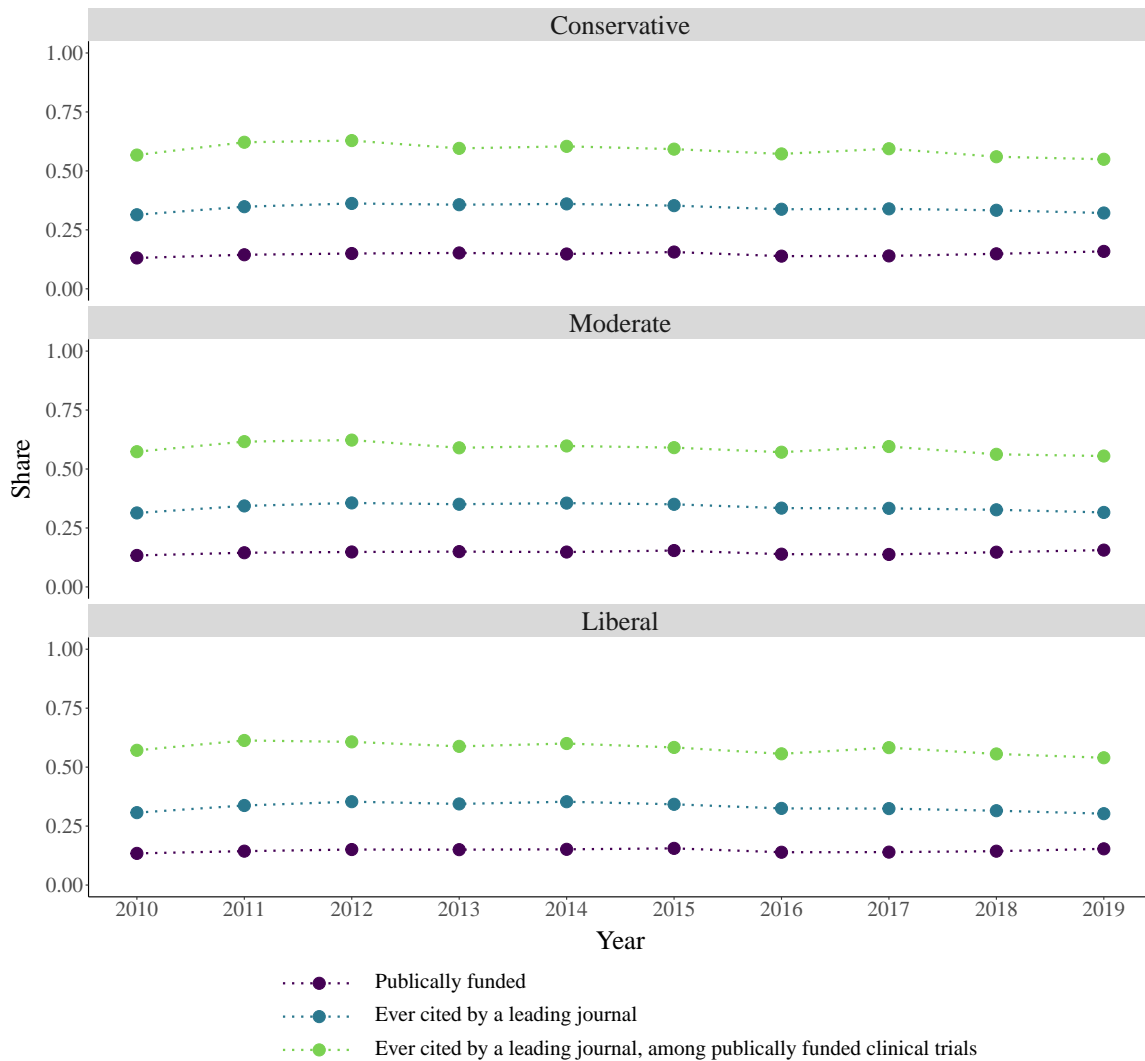 Conservative
1.00
0.75
0.50
0.25
0.00
Moderate
1.00
0.75
0.50
0.25
0.00
Share
Liberal
1.00
0.75
0.50
0.25
0.00
2010 2011 2012 2013 2014 2015 2016 2017 2018 2019
Year
Publically funded
Ever cited by a leading journal
Ever cited by a leading journal, among publically funded clinical trials